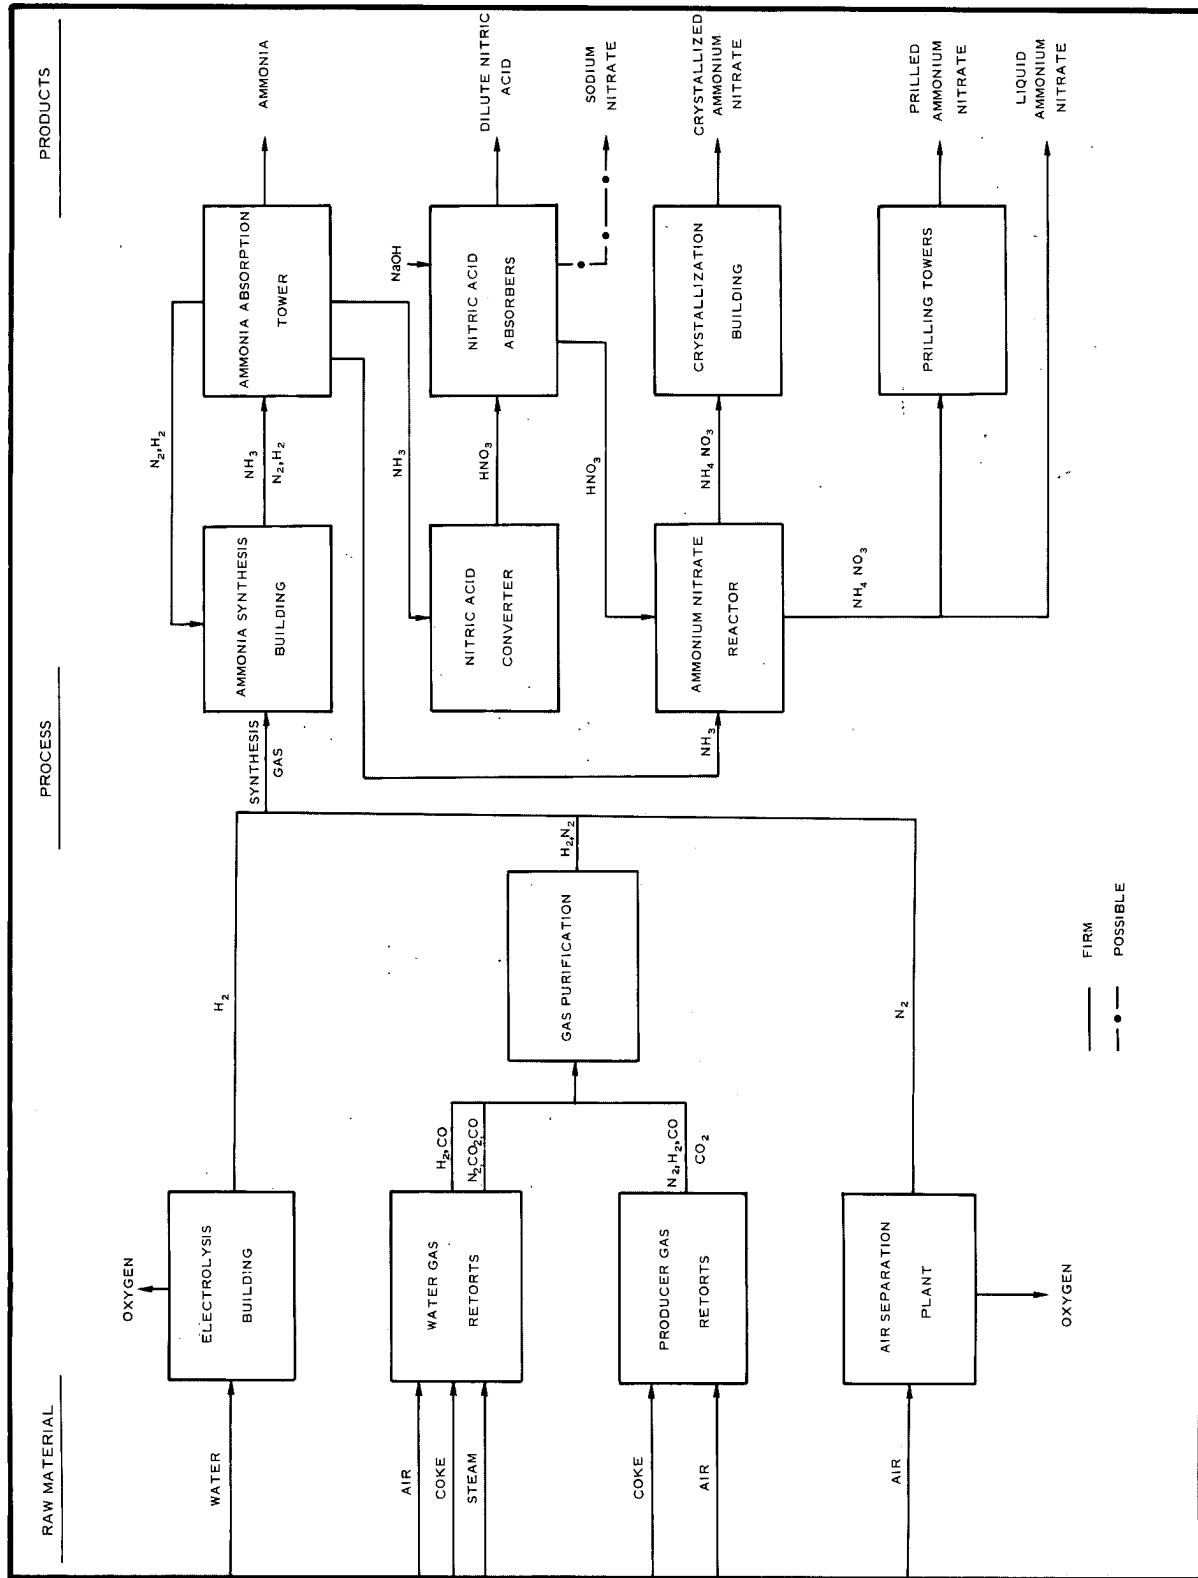 RAW MATERIAL
PROCESS
PRODUCTS
WATER
OXYGEN
ELECTROLYSIS
BUILDING
H2
AIR
COKE
STEAM
WATER GAS
RETORTS
H2,CO
N2CO2,CO
COKE
AIR
PRODUCER GAS
RETORTS
N2,H2,CO
CO2
AIR
AIR SEPARATION
PLANT
OXYGEN
N2
GAS PURIFICATION
H2,N2
SYNTHESIS
GAS
AMMONIA SYNTHESIS
BUILDING
N2,H2
NH3
N2,H2
AMMONIA ABSORPTION
TOWER
AMMONIA
NH3
NITRIC ACID
CONVERTER
HNO3
NaOH
NITRIC ACID
ABSORBERS
DILUTE NITRIC
ACID
SODIUM
NITRATE
HNO3
NH3
AMMONIUM NITRATE
REACTOR
NH4 NO3
CRYSTALLIZATION
BUILDING
CRYSTALLIZED
AMMONIUM
NITRATE
NH4 NO3
PRILLING TOWERS
PRILLED
AMMONIUM
NITRATE
LIQUID
AMMONIUM
NITRATE
FIRM
POSSIBLE